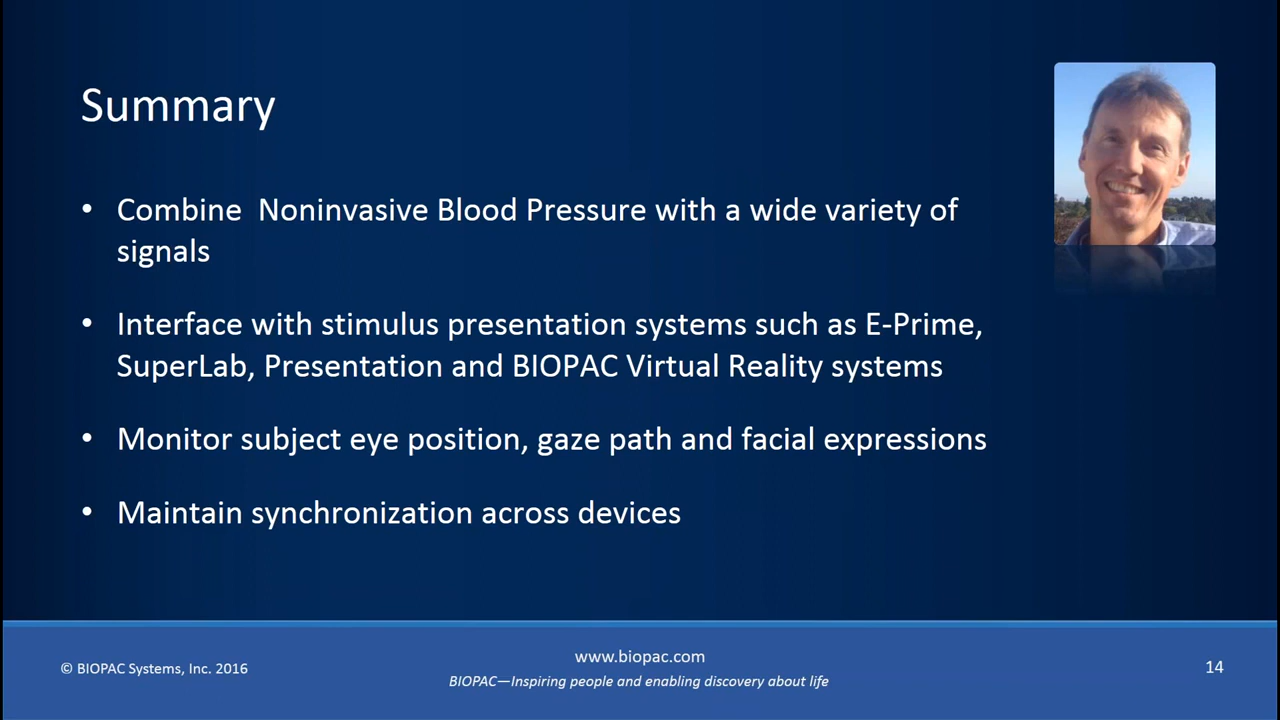 Summary
• Combine  Noninvasive Blood Pressure with a wide variety of
signals
• Interface with stimulus presentation systems such as E-Prime,
SuperLab, Presentation and BIOPAC Virtual Reality systems
• Monitor subject eye position, gaze path and facial expressions
• Maintain synchronization across devices
© BIOPAC Systems, Inc. 2016
www.biopac.com
BIOPAC—Inspiring people and enabling discovery about life
14